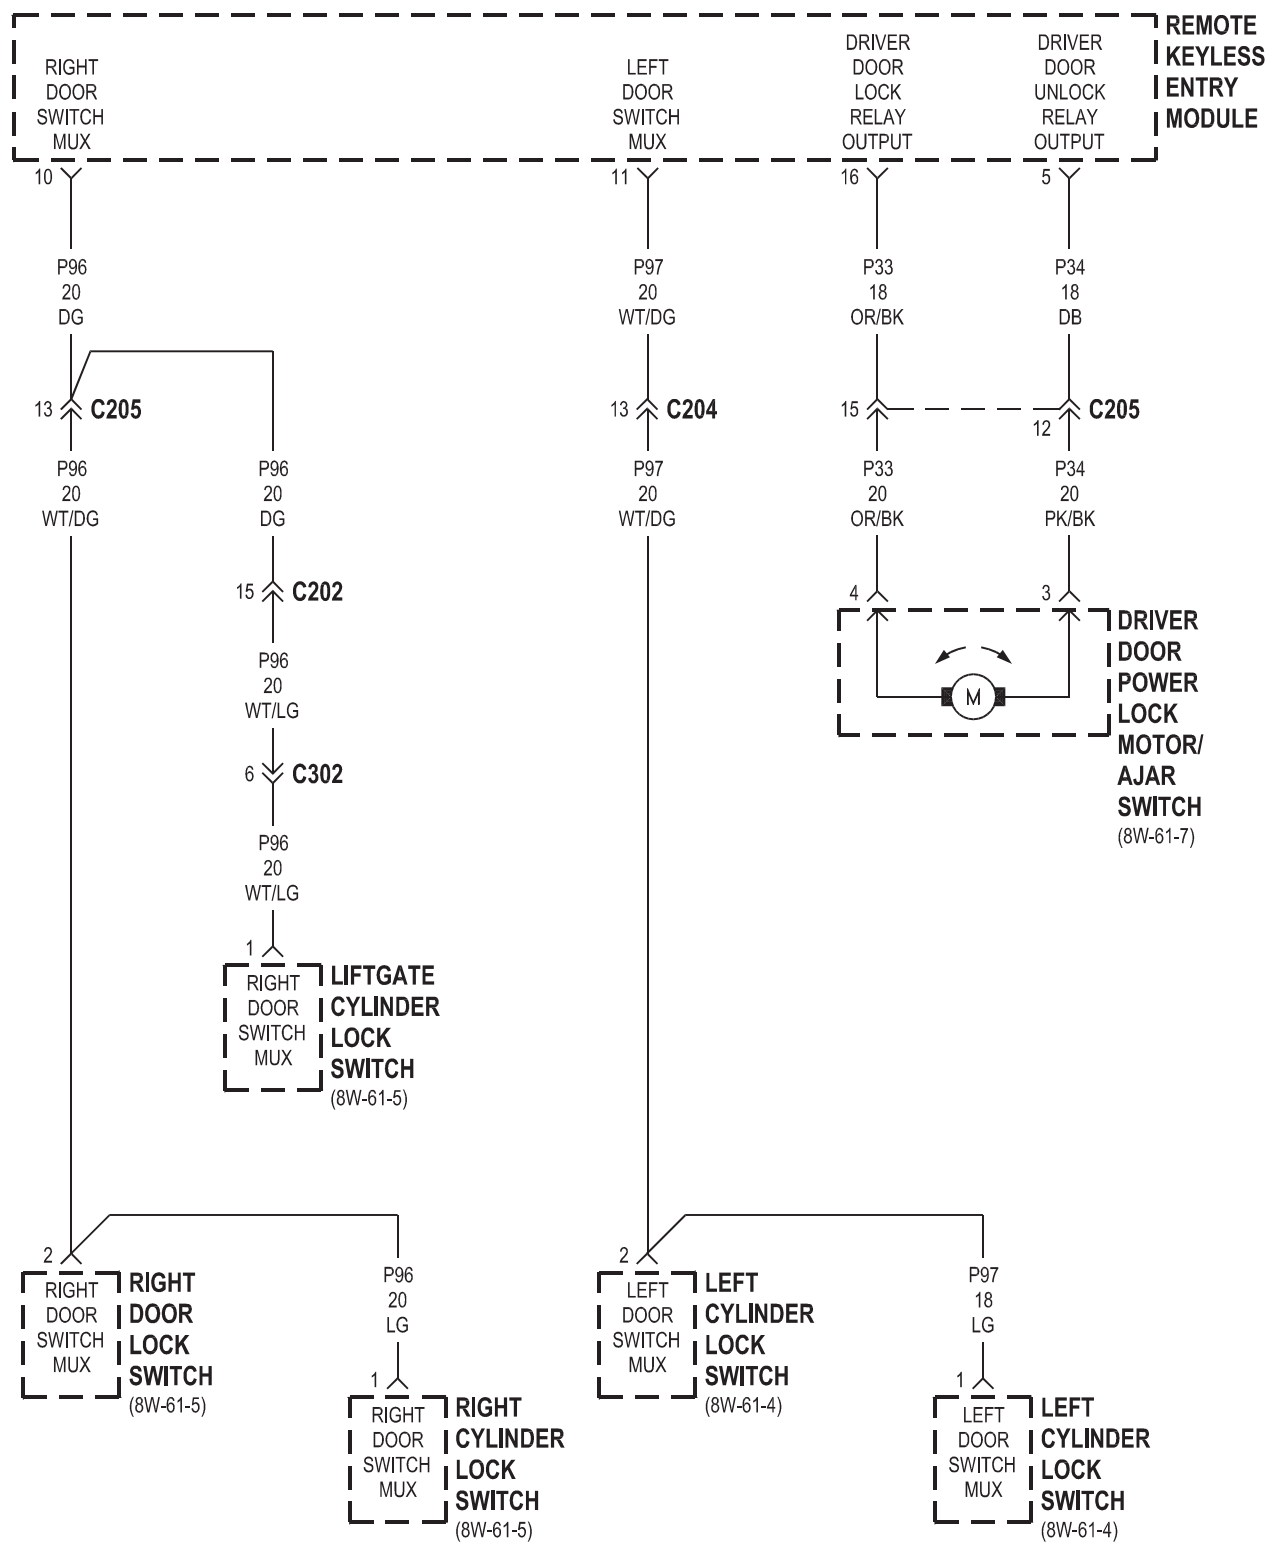 REMOTE
KEYLESS
ENTRY
MODULE
RIGHT
DOOR
SWITCH
MUX
LEFT
DOOR
SWITCH
MUX
DRIVER
DOOR
LOCK
RELAY
OUTPUT
DRIVER
DOOR
UNLOCK
RELAY
OUTPUT
10
11
16
5
P96
20
DG
P97
20
WT/DG
P33
18
OR/BK
P34
18
DB
13
C205
13
C204
15
12
C205
P96
20
WT/DG
P96
20
DG
P97
20
WT/DG
P33
20
OR/BK
P34
20
PK/BK
15
C202
4
3
M
DRIVER
DOOR
POWER
LOCK
MOTOR/
AJAR
SWITCH
(8W-61-7)
P96
20
WT/LG
6
C302
P96
20
WT/LG
1
RIGHT
DOOR
SWITCH
MUX
LIFTGATE
CYLINDER
LOCK
SWITCH
(8W-61-5)
2
RIGHT
DOOR
SWITCH
MUX
RIGHT
DOOR
LOCK
SWITCH
(8W-61-5)
P96
20
LG
1
RIGHT
DOOR
SWITCH
MUX
RIGHT
CYLINDER
LOCK
SWITCH
(8W-61-5)
2
LEFT
DOOR
SWITCH
MUX
LEFT
CYLINDER
LOCK
SWITCH
(8W-61-4)
P97
18
LG
1
LEFT
DOOR
SWITCH
MUX
LEFT
CYLINDER
LOCK
SWITCH
(8W-61-4)